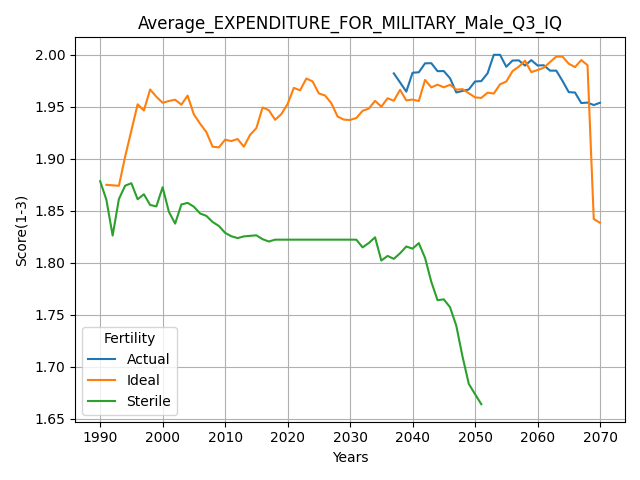 Average_EXPENDITURE_FOR_MILITARY_Male_Q3_IQ
Score(1-3)
2.00
1.95
1.90
1.85
1.80
1.75
1.70
1.65
Fertility
Actual
Ideal
Sterile
1990 2000 2010 2020 2030 2040 2050 2060 2070
Years